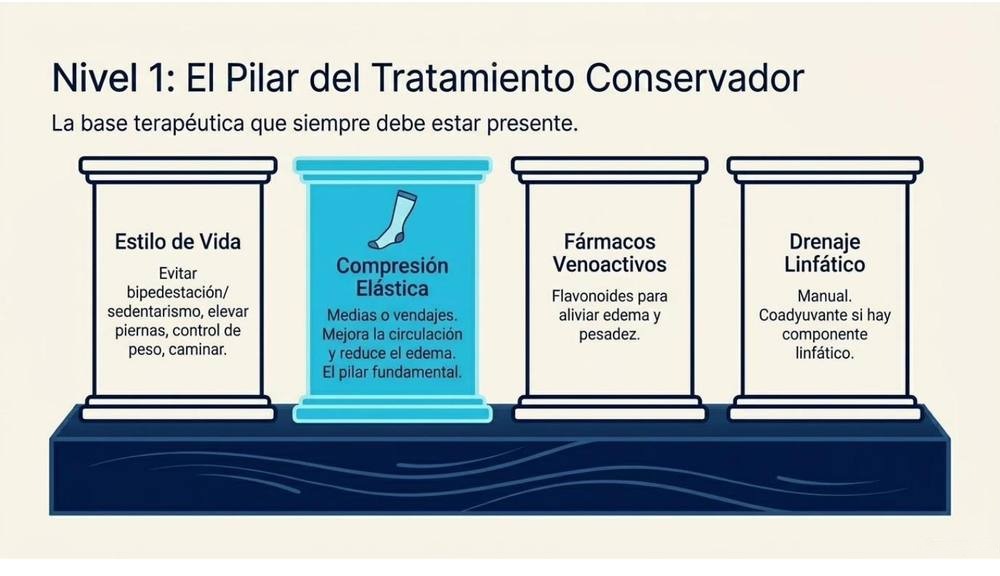 Nivel 1: El Pilar del Tratamiento Conservador
La base terapéutica que siempre debe estar presente.
Estilo de Vida
Evitar
bipedestación/
sedentarismo, elevar
piernas, control de
peso, caminar.
Compresión
Elástica
Medias o vendajes.
Mejora la circulación
y reduce el edema.
El pilar fundamental.
Fármacos
Venoactivos
Flavonoides para
aliviar edema y
pesadez.
Drenaje
Linfático
Manual.
Coadyuvante si hay
componente
linfático.